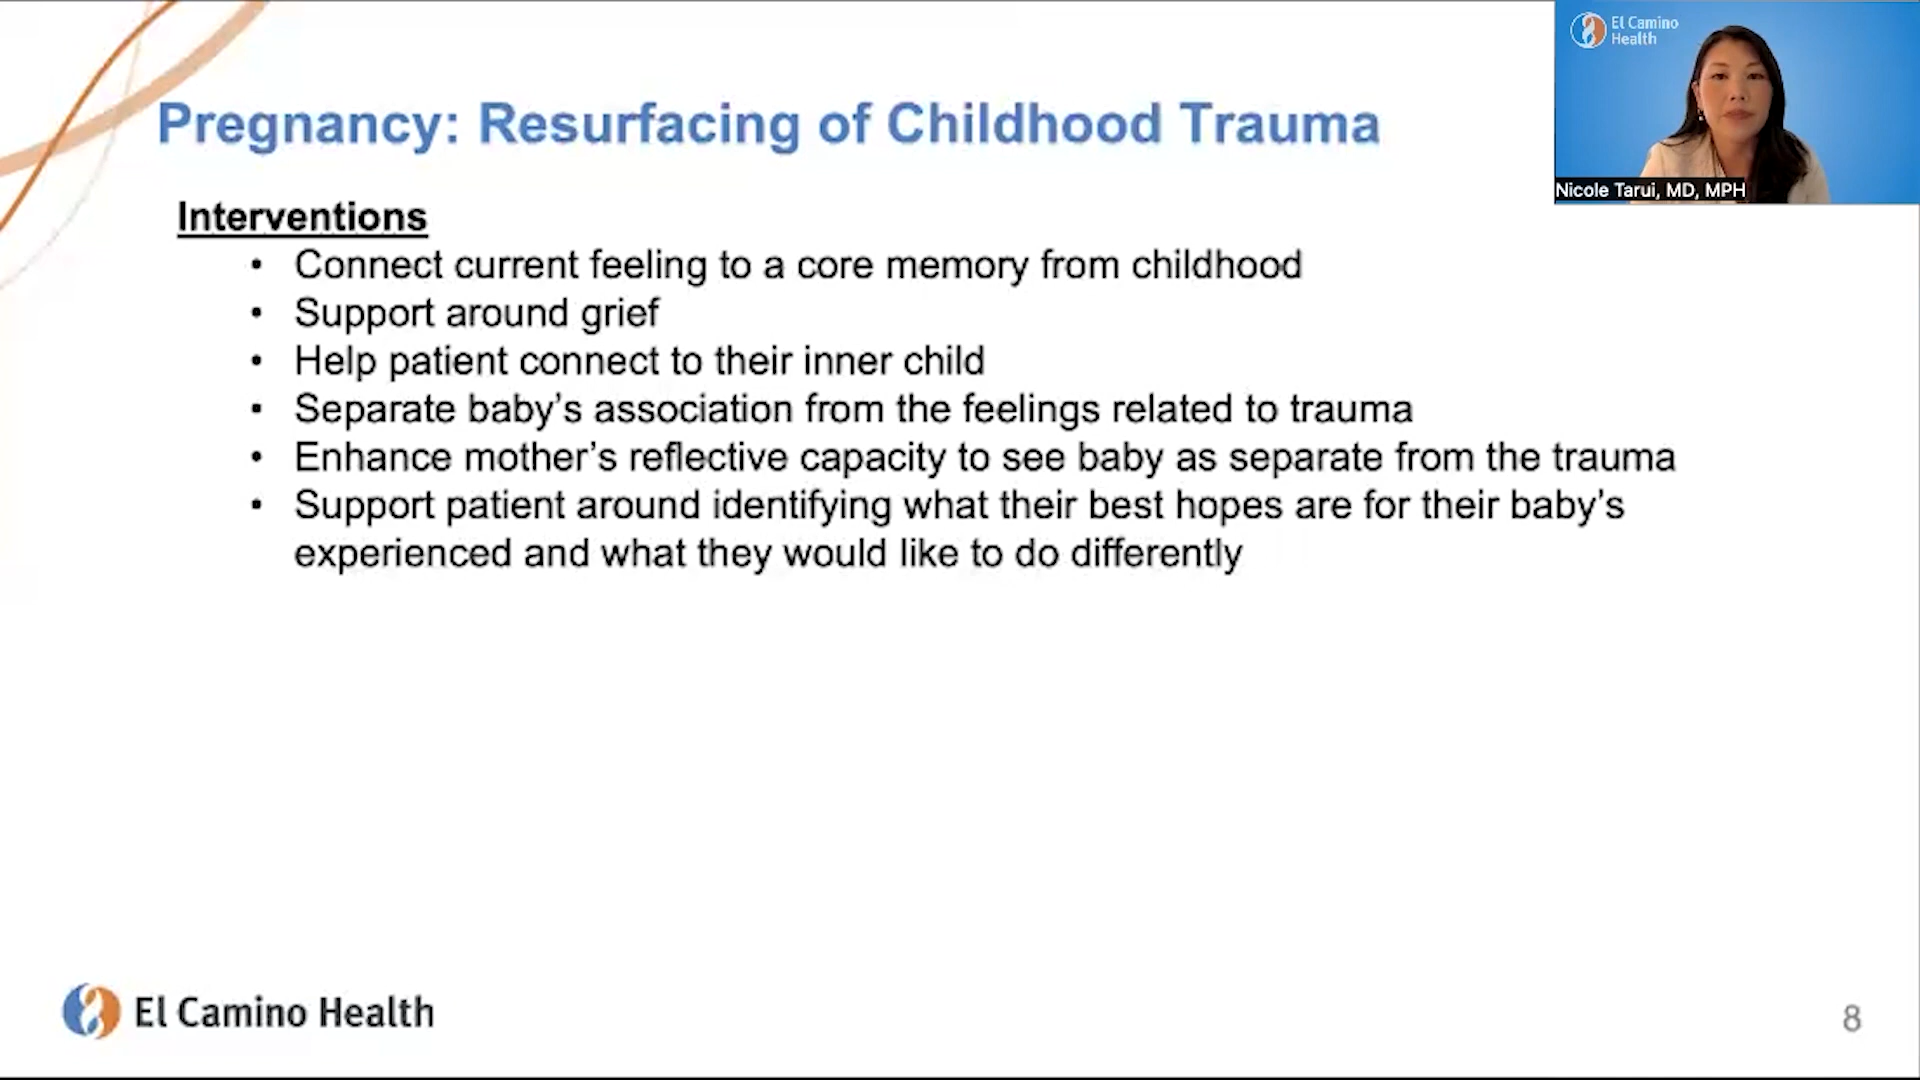 El Camino
Health
Pregnancy: Resurfacing of Childhood Trauma
Nicole Tarui, MD, MPH
Interventions
• Connect current feeling to a core memory from childhood
• Support around grief
• Help patient connect to their inner child
• Separate baby’s association from the feelings related to trauma
• Enhance mother’s reflective capacity to see baby as separate from the trauma
• Support patient around identifying what their best hopes are for their baby’s
experienced and what they would like to do differently
El Camino Health
8